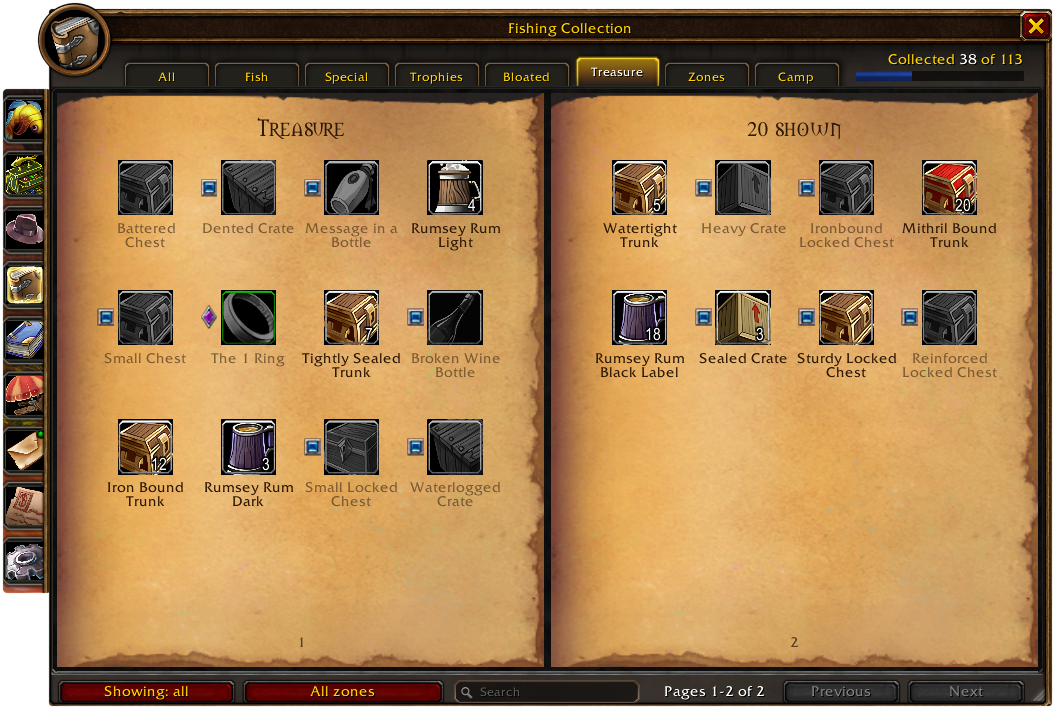 Fishing Collection
All
Fish
Special
Trophies
Bloated
Treasure
Zones
Camp
Collected 38 of 113
Treasure
20 shown
Battered
Chest
Dented Crate
Message in a
Bottle
4
Rumsey Rum
Light
5
Watertight
Trunk
Heavy Crate
Ironbound
Locked Chest
20
Mithril Bound
Trunk
Small Chest
The 1 Ring
7
Tightly Sealed
Trunk
Broken Wine
Bottle
18
Rumsey Rum
Black Label
3
Sealed Crate
Sturdy Locked
Chest
Reinforced
Locked Chest
12
Iron Bound
Trunk
3
Rumsey Rum
Dark
Small Locked
Chest
Waterlogged
Crate
1
2
Showing: all
All zones
Search
Pages 1-2 of 2
Previous
Next